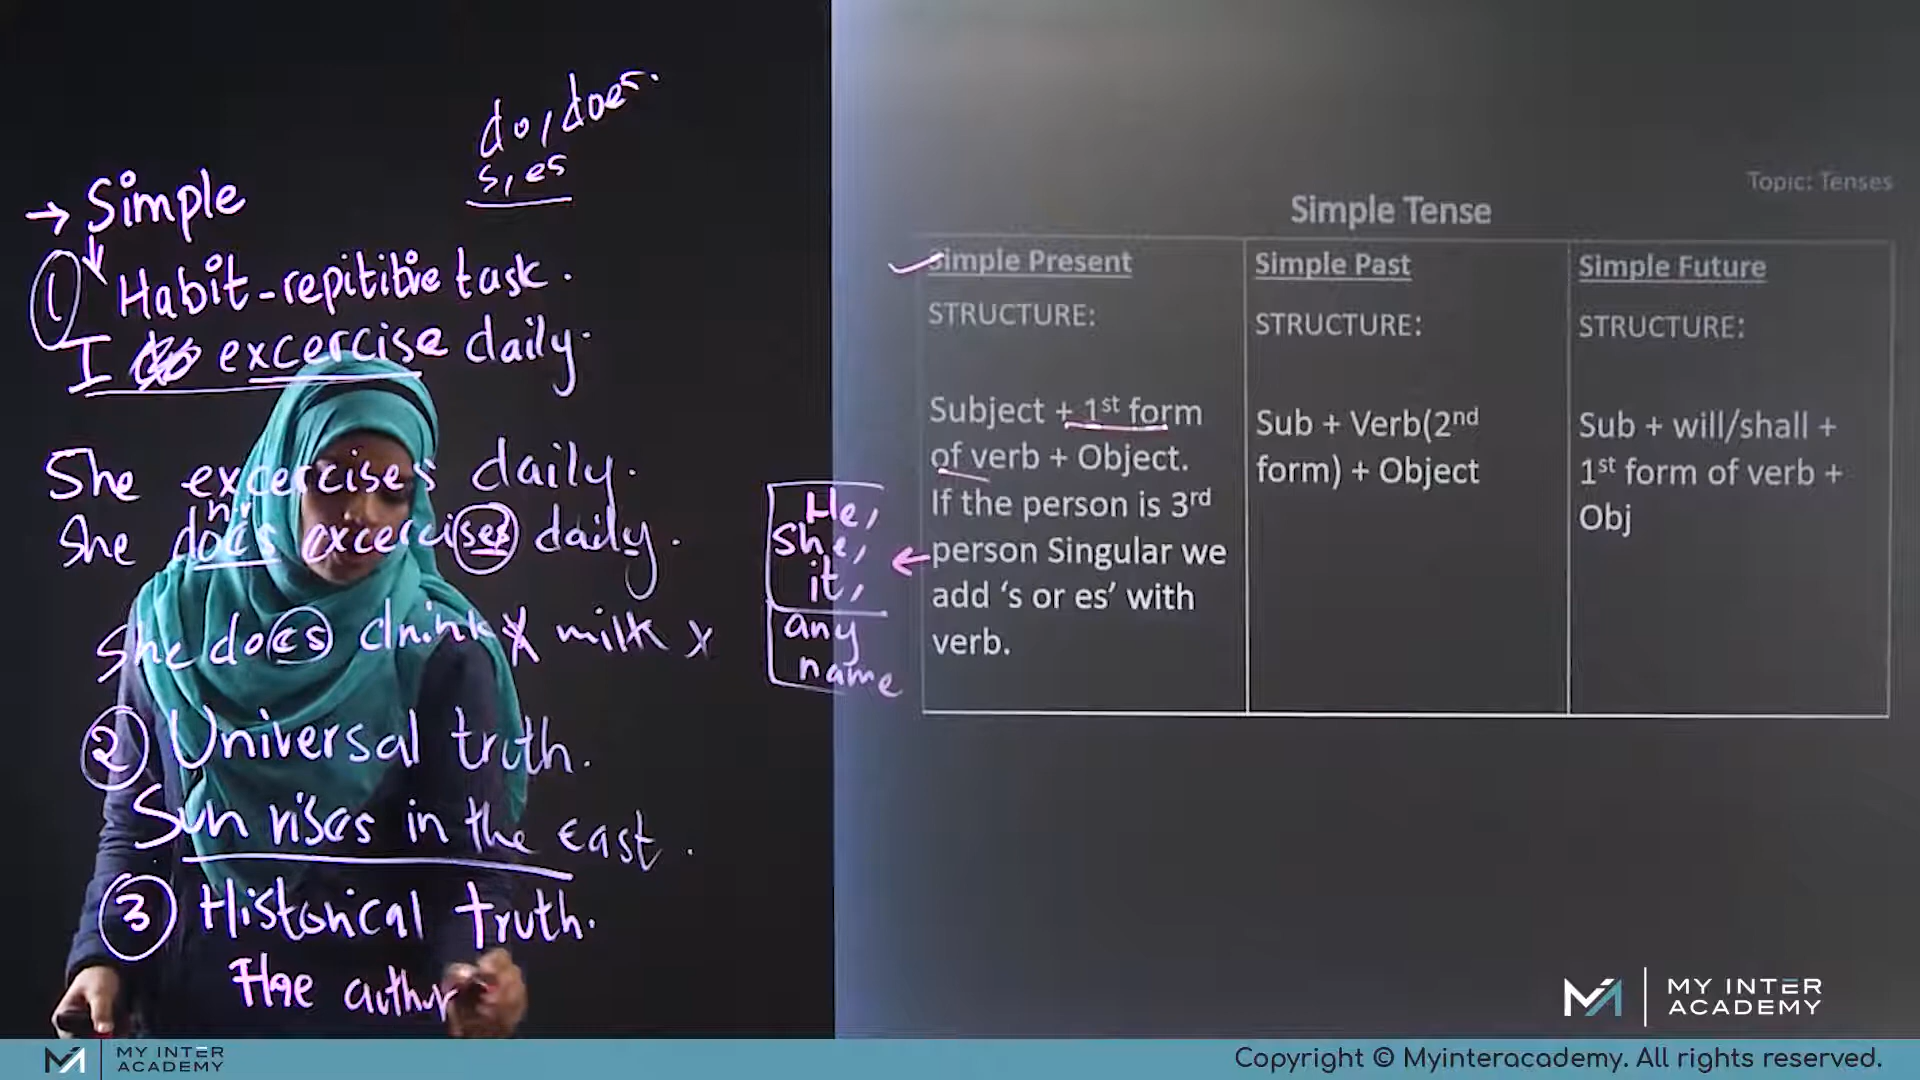 do, does.
s, es
→ Simple
① Habit - repititive task.
I excercise daily.
She excercises daily.
She does excercises daily.
She does drink milk x
② Universal truth.
Sun rises in the east.
③ Historical truth.
The author
He,
She,
it,
any
name
Topic: Tenses
Simple Tense
Simple Present
STRUCTURE:
Subject + 1st form
of verb + Object.
If the person is 3rd
person Singular we
add ‘s or es’ with
verb.
Simple Past
STRUCTURE:
Sub + Verb(2nd
form) + Object
Simple Future
STRUCTURE:
Sub + will/shall +
1st form of verb +
Obj
MY INTER
ACADEMY
MY INTER
ACADEMY
Copyright © Myinteracademy. All rights reserved.